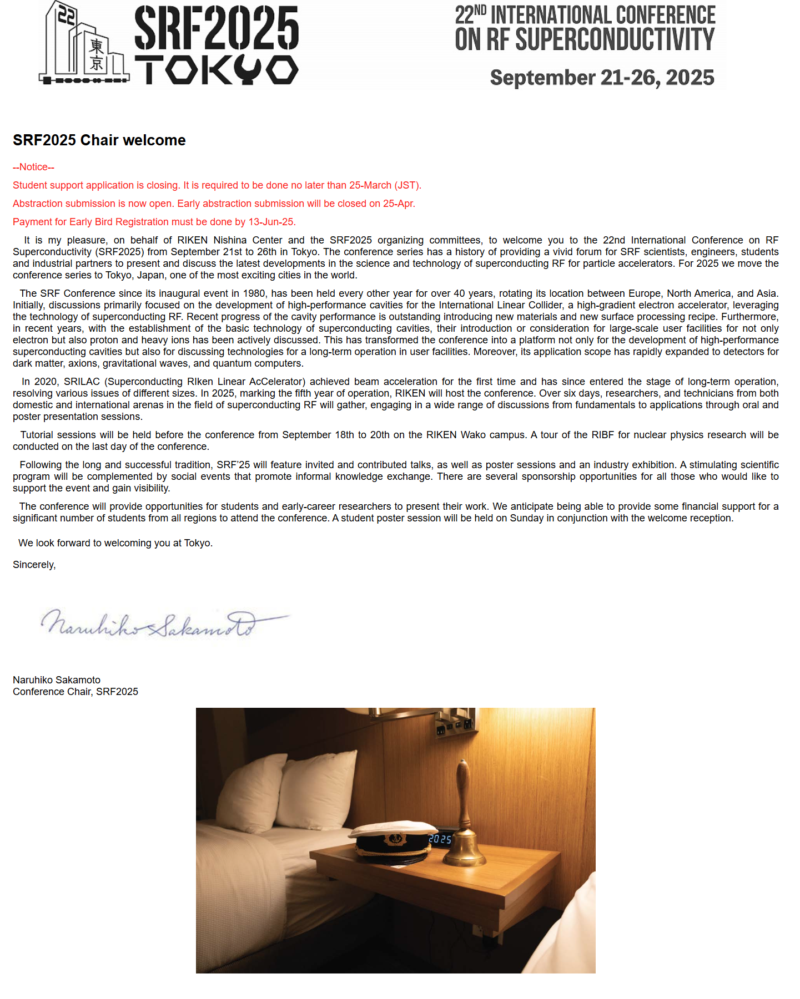 22
東
京
SRF2025
TOKYO
22ND INTERNATIONAL CONFERENCE
ON RF SUPERCONDUCTIVITY
September 21-26, 2025
SRF2025 Chair welcome
--Notice--
Student support application is closing. It is required to be done no later than 25-March (JST).
Abstraction submission is now open. Early abstraction submission will be closed on 25-Apr.
Payment for Early Bird Registration must be done by 13-Jun-25.
It is my pleasure, on behalf of RIKEN Nishina Center and the SRF2025 organizing committees, to welcome you to the 22nd International Conference on RF
Superconductivity (SRF2025) from September 21st to 26th in Tokyo. The conference series has a history of providing a vivid forum for SRF scientists, engineers, students
and industrial partners to present and discuss the latest developments in the science and technology of superconducting RF for particle accelerators. For 2025 we move the
conference series to Tokyo, Japan, one of the most exciting cities in the world.
The SRF Conference since its inaugural event in 1980, has been held every other year for over 40 years, rotating its location between Europe, North America, and Asia.
Initially, discussions primarily focused on the development of high-performance cavities for the International Linear Collider, a high-gradient electron accelerator, leveraging
the technology of superconducting RF. Recent progress of the cavity performance is outstanding introducing new materials and new surface processing recipe. Furthermore,
in recent years, with the establishment of the basic technology of superconducting cavities, their introduction or consideration for large-scale user facilities for not only
electron but also proton and heavy ions has been actively discussed. This has transformed the conference into a platform not only for the development of high-performance
superconducting cavities but also for discussing technologies for a long-term operation in user facilities. Moreover, its application scope has rapidly expanded to detectors for
dark matter, axions, gravitational waves, and quantum computers.
In 2020, SRILAC (Superconducting RIken Linear AcCelerator) achieved beam acceleration for the first time and has since entered the stage of long-term operation,
resolving various issues of different sizes. In 2025, marking the fifth year of operation, RIKEN will host the conference. Over six days, researchers, and technicians from both
domestic and international arenas in the field of superconducting RF will gather, engaging in a wide range of discussions from fundamentals to applications through oral and
poster presentation sessions.
Tutorial sessions will be held before the conference from September 18th to 20th on the RIKEN Wako campus. A tour of the RIBF for nuclear physics research will be
conducted on the last day of the conference.
Following the long and successful tradition, SRF’25 will feature invited and contributed talks, as well as poster sessions and an industry exhibition. A stimulating scientific
program will be complemented by social events that promote informal knowledge exchange. There are several sponsorship opportunities for all those who would like to
support the event and gain visibility.
The conference will provide opportunities for students and early-career researchers to present their work. We anticipate being able to provide some financial support for a
significant number of students from all regions to attend the conference. A student poster session will be held on Sunday in conjunction with the welcome reception.
We look forward to welcoming you at Tokyo.
Sincerely,
Naruhiko Sakamoto
Naruhiko Sakamoto
Conference Chair, SRF2025
2025